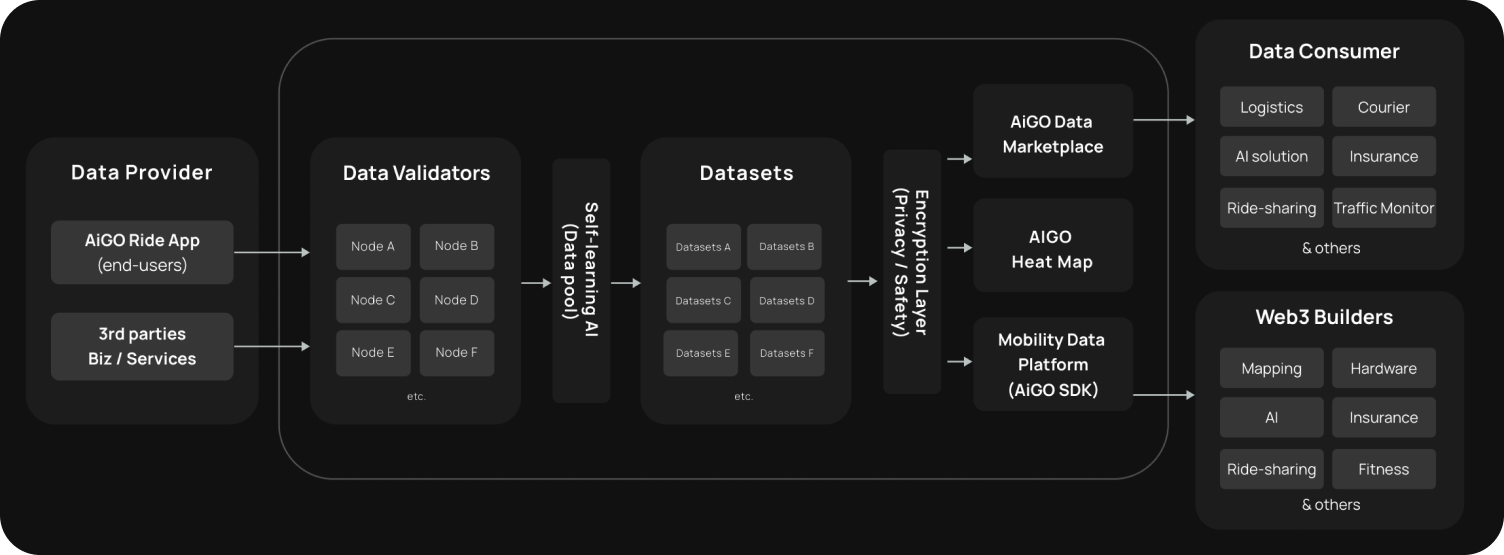 Data Provider
AiGO Ride App
(end-users)
3rd parties
Biz / Services
Data Validators
Node A
Node B
Node C
Node D
Node E
Node F
etc.
Self-learning AI
(Data pool)
Datasets
Datasets A
Datasets B
Datasets C
Datasets D
Datasets E
Datasets F
etc.
Encryption Layer
(Privacy / Safety)
AiGO Data
Marketplace
AIGO
Heat Map
Mobility Data
Platform
(AiGO SDK)
Data Consumer
Logistics
Courier
AI solution
Insurance
Ride-sharing
Traffic Monitor
& others
Web3 Builders
Mapping
Hardware
AI
Insurance
Ride-sharing
Fitness
& others